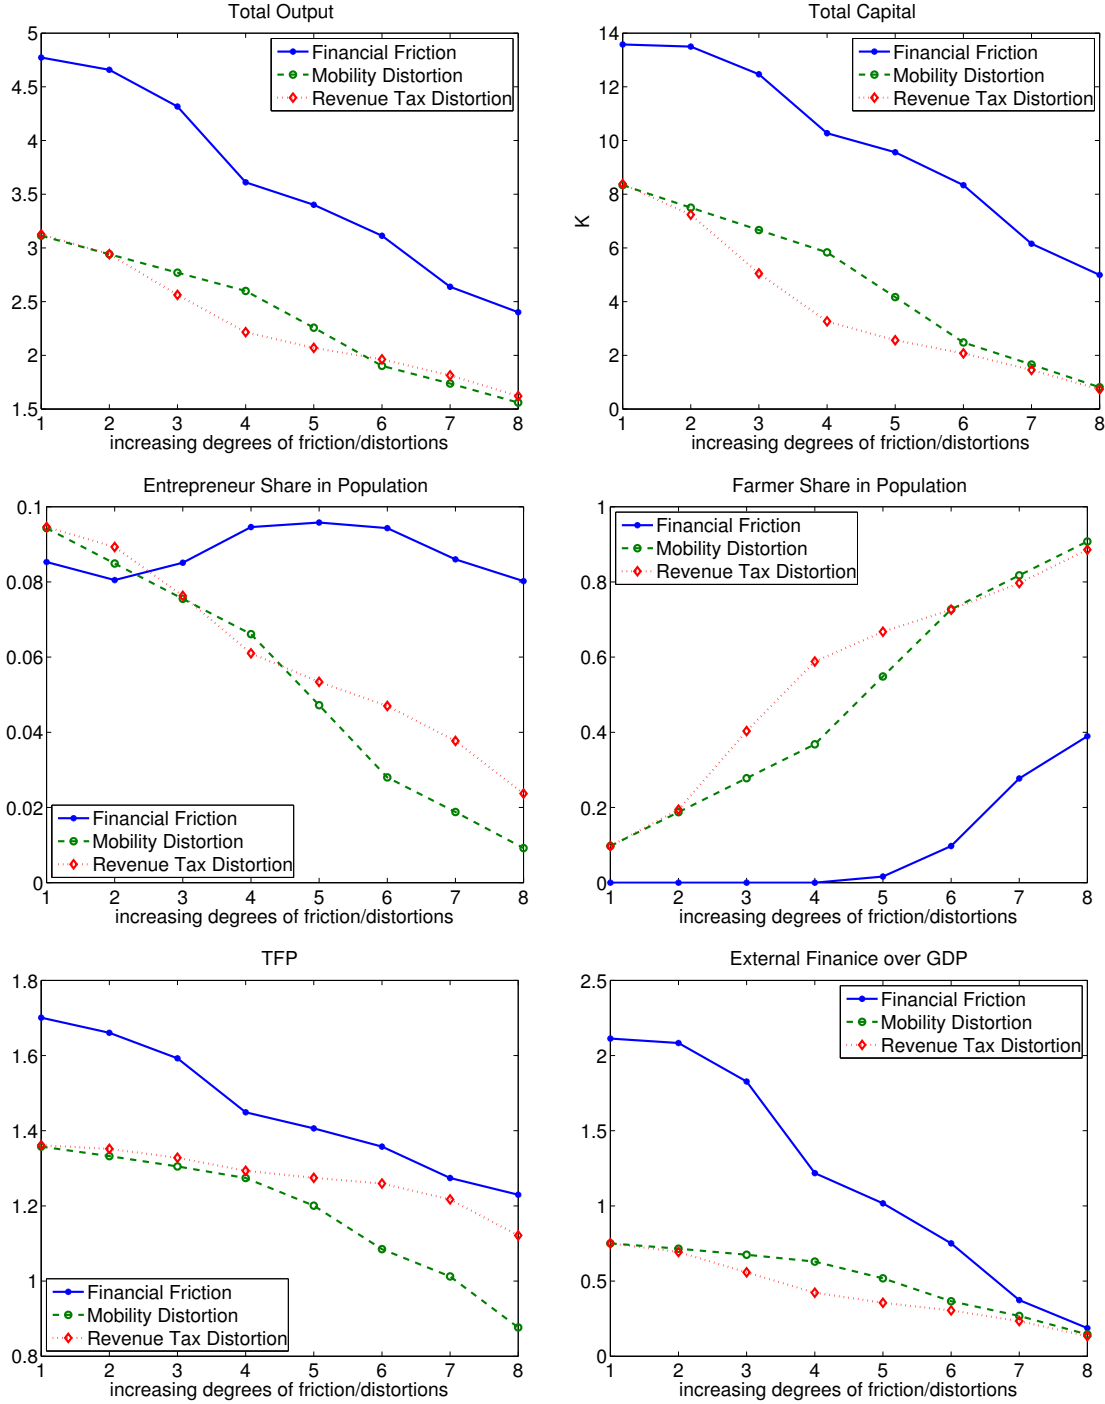 Total Output
5
4.5
4
3.5
3
2.5
2
1.5
Financial Friction
Mobility Distortion
Revenue Tax Distortion
1 2 3 4 5 6 7 8
increasing degrees of friction/distortions
Total Capital
14
12
10
8
6
4
2
0
K
Financial Friction
Mobility Distortion
Revenue Tax Distortion
1 2 3 4 5 6 7 8
increasing degrees of friction/distortions
Entrepreneur Share in Population
0.1
0.08
0.06
0.04
0.02
0
Financial Friction
Mobility Distortion
Revenue Tax Distortion
1 2 3 4 5 6 7 8
increasing degrees of friction/distortions
Farmer Share in Population
1
0.8
0.6
0.4
0.2
0
Financial Friction
Mobility Distortion
Revenue Tax Distortion
1 2 3 4 5 6 7 8
increasing degrees of friction/distortions
TFP
1.8
1.6
1.4
1.2
1
0.8
Financial Friction
Mobility Distortion
Revenue Tax Distortion
1 2 3 4 5 6 7 8
increasing degrees of friction/distortions
External Finanice over GDP
2.5
2
1.5
1
0.5
0
Financial Friction
Mobility Distortion
Revenue Tax Distortion
1 2 3 4 5 6 7 8
increasing degrees of friction/distortions